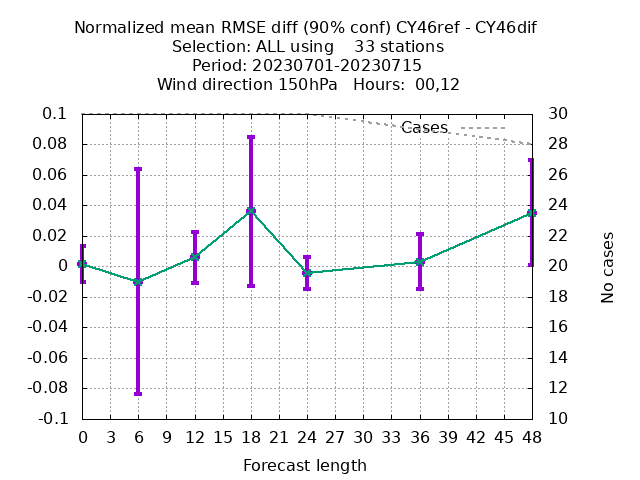 Normalized mean RMSE diff (90% conf) CY46ref - CY46dif
Selection: ALL using    33 stations
Period: 20230701-20230715
Wind direction 150hPa   Hours:  00,12
0.1
0.08
0.06
0.04
0.02
0
-0.02
-0.04
-0.06
-0.08
-0.1
Cases
30
28
26
24
22
20
18
16
14
12
10
No cases
0 3 6 9 12 15 18 21 24 27 30 33 36 39 42 45 48
Forecast length